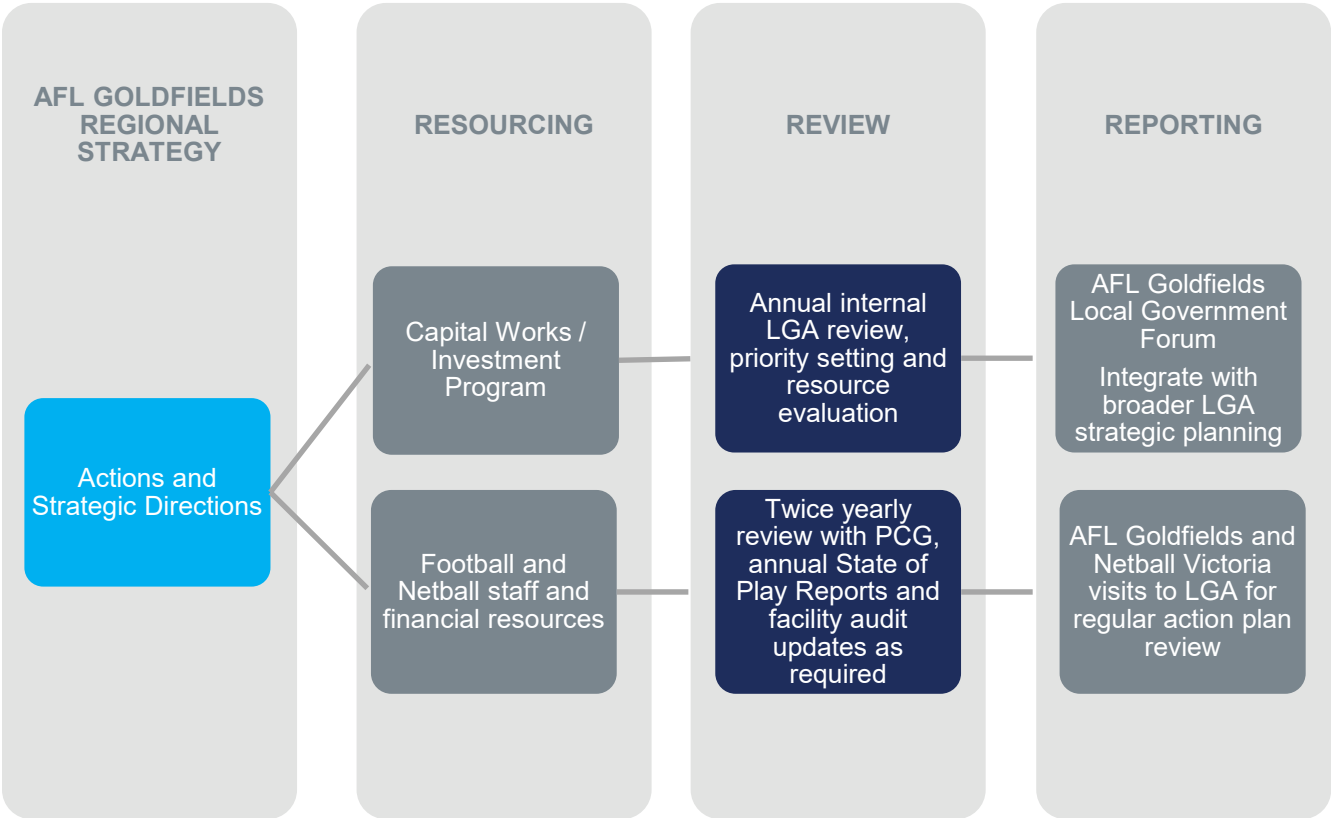 AFL GOLDFIELDS
REGIONAL
STRATEGY
RESOURCING
REVIEW
REPORTING
Actions and
Strategic Directions
Capital Works /
Investment
Program
Annual internal
LGA review,
priority setting and
resource
evaluation
AFL Goldfields
Local Government
Forum
Integrate with
broader LGA
strategic planning
Football and
Netball staff and
financial resources
Twice yearly
review with PCG,
annual State of
Play Reports and
facility audit
updates as
required
AFL Goldfields and
Netball Victoria
visits to LGA for
regular action plan
review